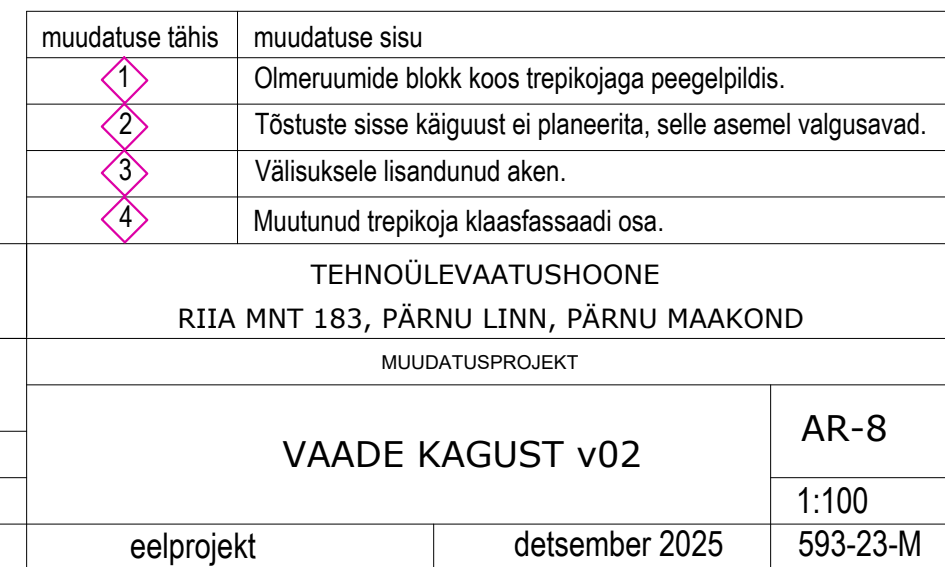 muudatuse tähis muudatuse sisu
1 Olmeruumide blokk koos trepikojaga peegelpildis.
2 Tõstuste sisse käiguust ei planeerita, selle asemel valgusavad.
3 Välisuksele lisandunud aken.
4 Muutunud trepikoja klaasfassaadi osa.
TEHNOÜLEVAATUSHOONE
RIIA MNT 183, PÄRNU LINN, PÄRNU MAAKOND
MUUDATUSPROJEKT
VAADE KAGUST v02
AR-8
1:100
eelprojekt detsember 2025 593-23-M